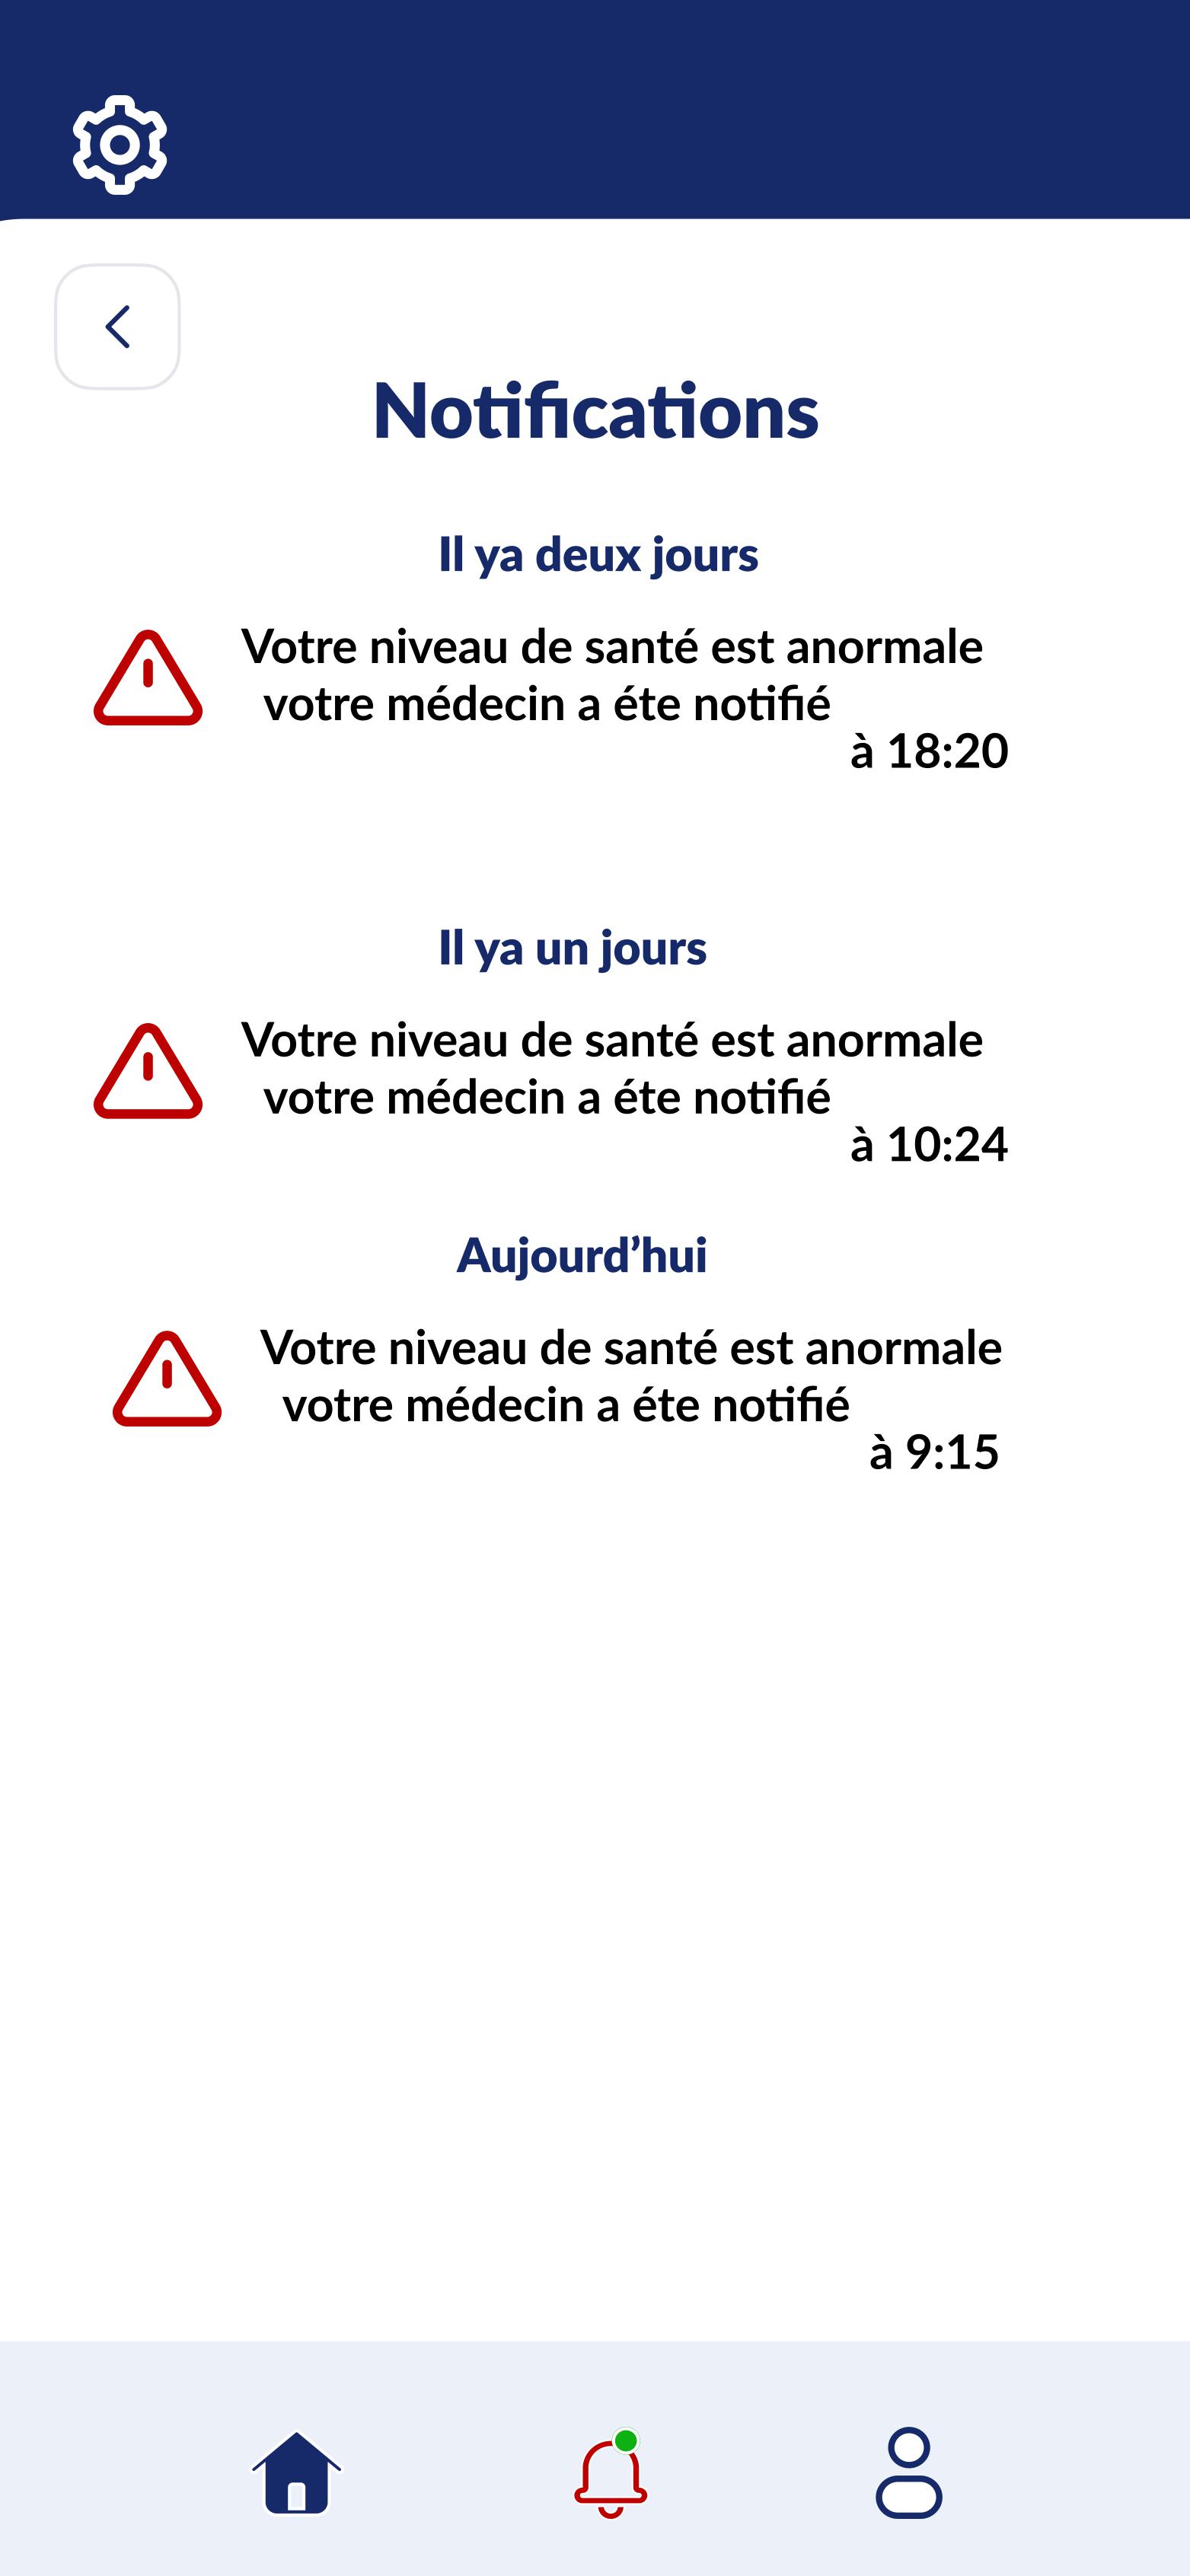 Notifications
Il ya deux jours
Votre niveau de santé est anormale
votre médecin a éte notifié
à 18:20
Il ya un jours
Votre niveau de santé est anormale
votre médecin a éte notifié
à 10:24
Aujourd’hui
Votre niveau de santé est anormale
votre médecin a éte notifié
à 9:15